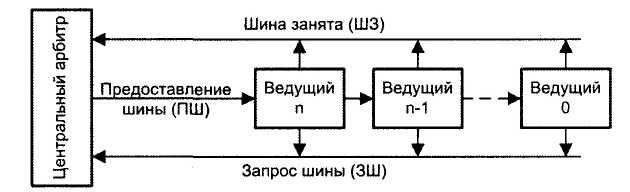 Шина занята (ШЗ)
Центральный арбитр
Предоставление
шины (ПШ)
Ведущий
n
Ведущий
n-1
Ведущий
0
Запрос шины (ЗШ)